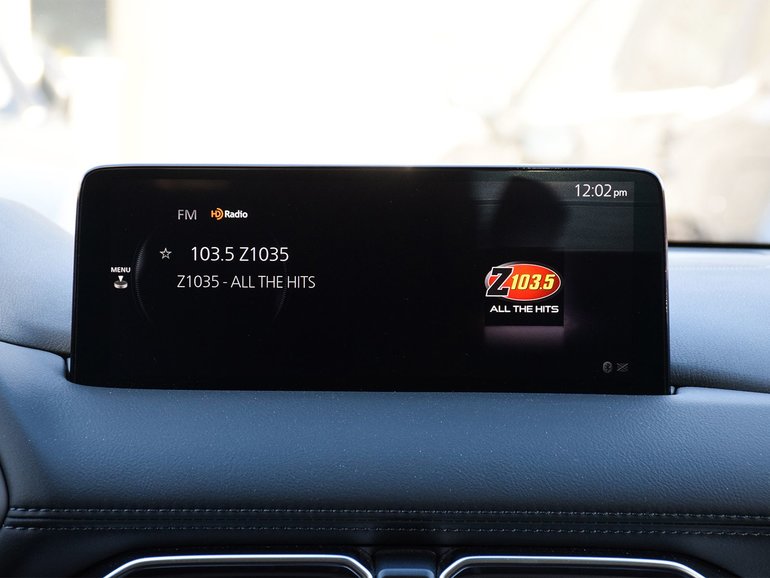 12:02pm
FM HD Radio
103.5 Z1035
MENU
Z1035 - ALL THE HITS
Z103.5
ALL THE HITS